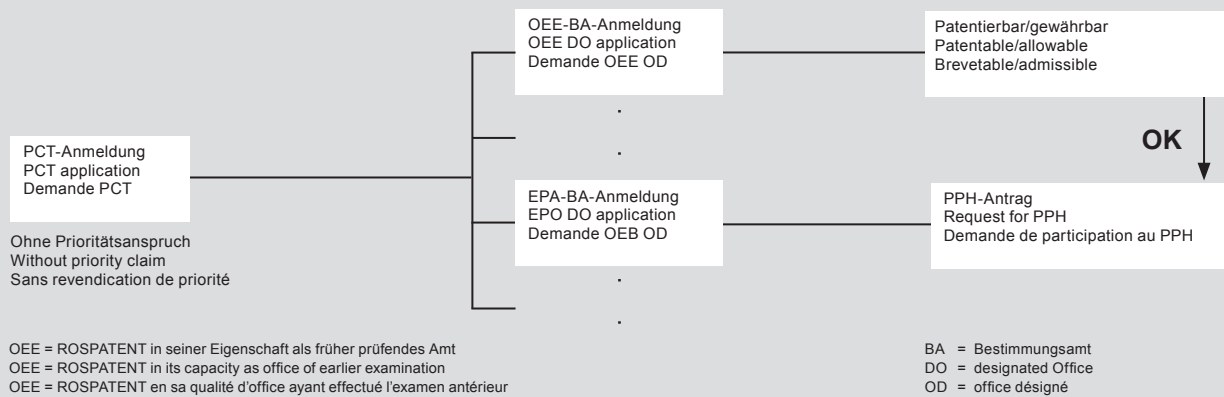 OEE-BA-Anmeldung
OEE DO application
Demande OEE OD
Patentierbar/gewährbar
Patentable/allowable
Brevetable/admissible
.
.
OK
PCT-Anmeldung
PCT application
Demande PCT
EPA-BA-Anmeldung
EPO DO application
Demande OEB OD
PPH-Antrag
Request for PPH
Demande de participation au PPH
Ohne Prioritätsanspruch
Without priority claim
Sans revendication de priorité
.
.
OEE = ROSPATENT in seiner Eigenschaft als früher prüfendes Amt
OEE = ROSPATENT in its capacity as office of earlier examination
OEE = ROSPATENT en sa qualité d'office ayant effectué l'examen antérieur
BA = Bestimmungsamt
DO = designated Office
OD = office désigné